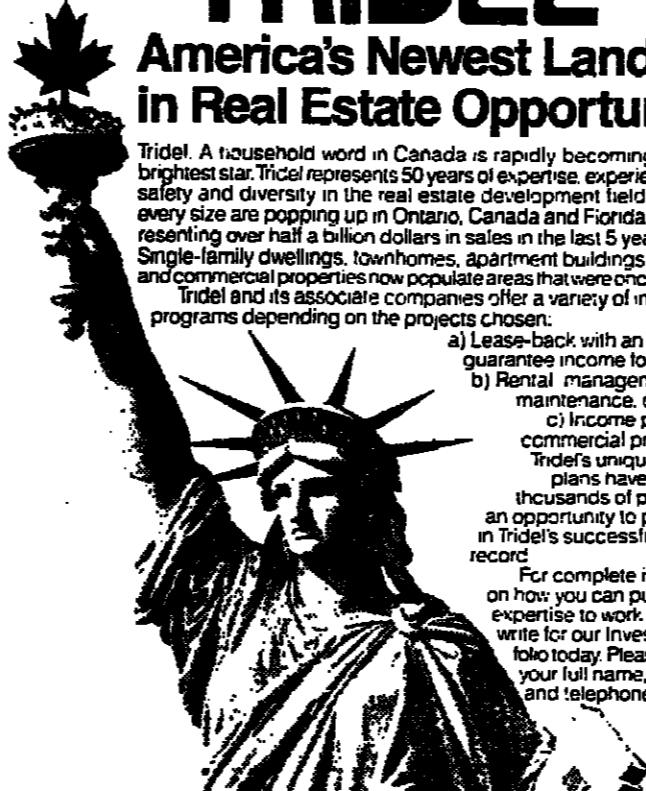 TRIDEL
America's Newest Land
in Real Estate Opportu
Tridel. A household word in Canada is rapidly becoming
brightest star. Tridel represents 50 years of expertise, experie
safety and diversity in the real estate development field
every size are popping up in Ontario, Canada and Florida
resenting over half a billion dollars in sales in the last 5 yea
Single-family dwellings, townhomes, apartment buildings
and commercial properties now populate areas that were onc
Tridel and its associate companies offer a variety of in
programs depending on the projects chosen:
a) Lease-back with an
guarantee income fo
b) Rental managen
maintenance,
c) Income p
commercial pr
Tridel's uniqu
plans have
thousands of p
an opportunity to p
in Tridel's successf
record
For complete i
on how you can pu
expertise to work
write for our Inves
folio today. Pleas
your full name,
and telephone